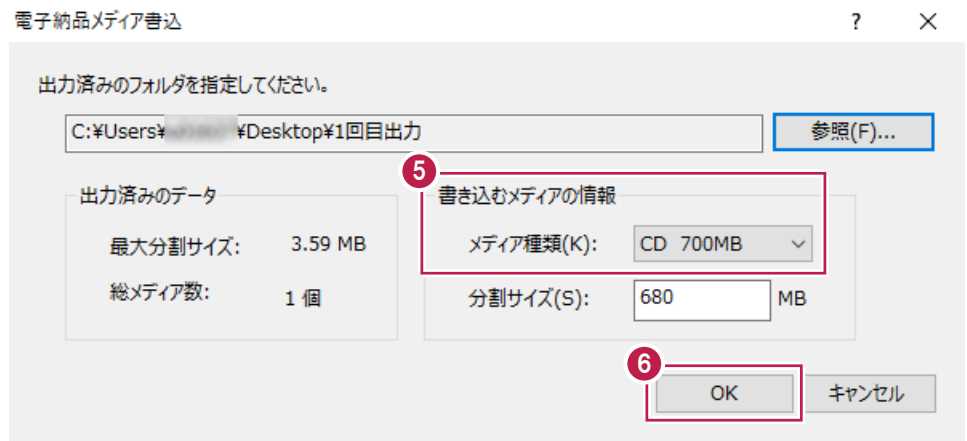 電子納品メディア書込
?
出力済みのフォルダを指定してください。
C:¥Users¥ ¥Desktop¥1回目出力
参照(F)...
5
出力済みのデータ
最大分割サイズ: 3.59 MB
総メディア数: 1 個
書き込むメディアの情報
メディア種類(K): CD 700MB
分割サイズ(S): 680 MB
6
OK
キャンセル